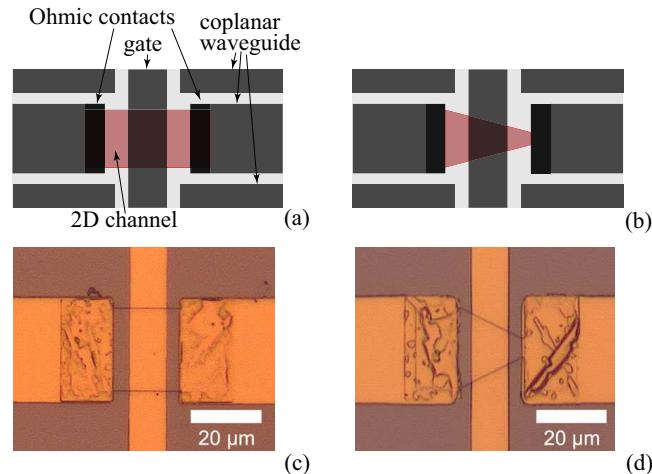 Ohmic contacts
coplanar
waveguide
gate
2D channel
(a)
(b)
20 µm
(c)
20 µm
(d)